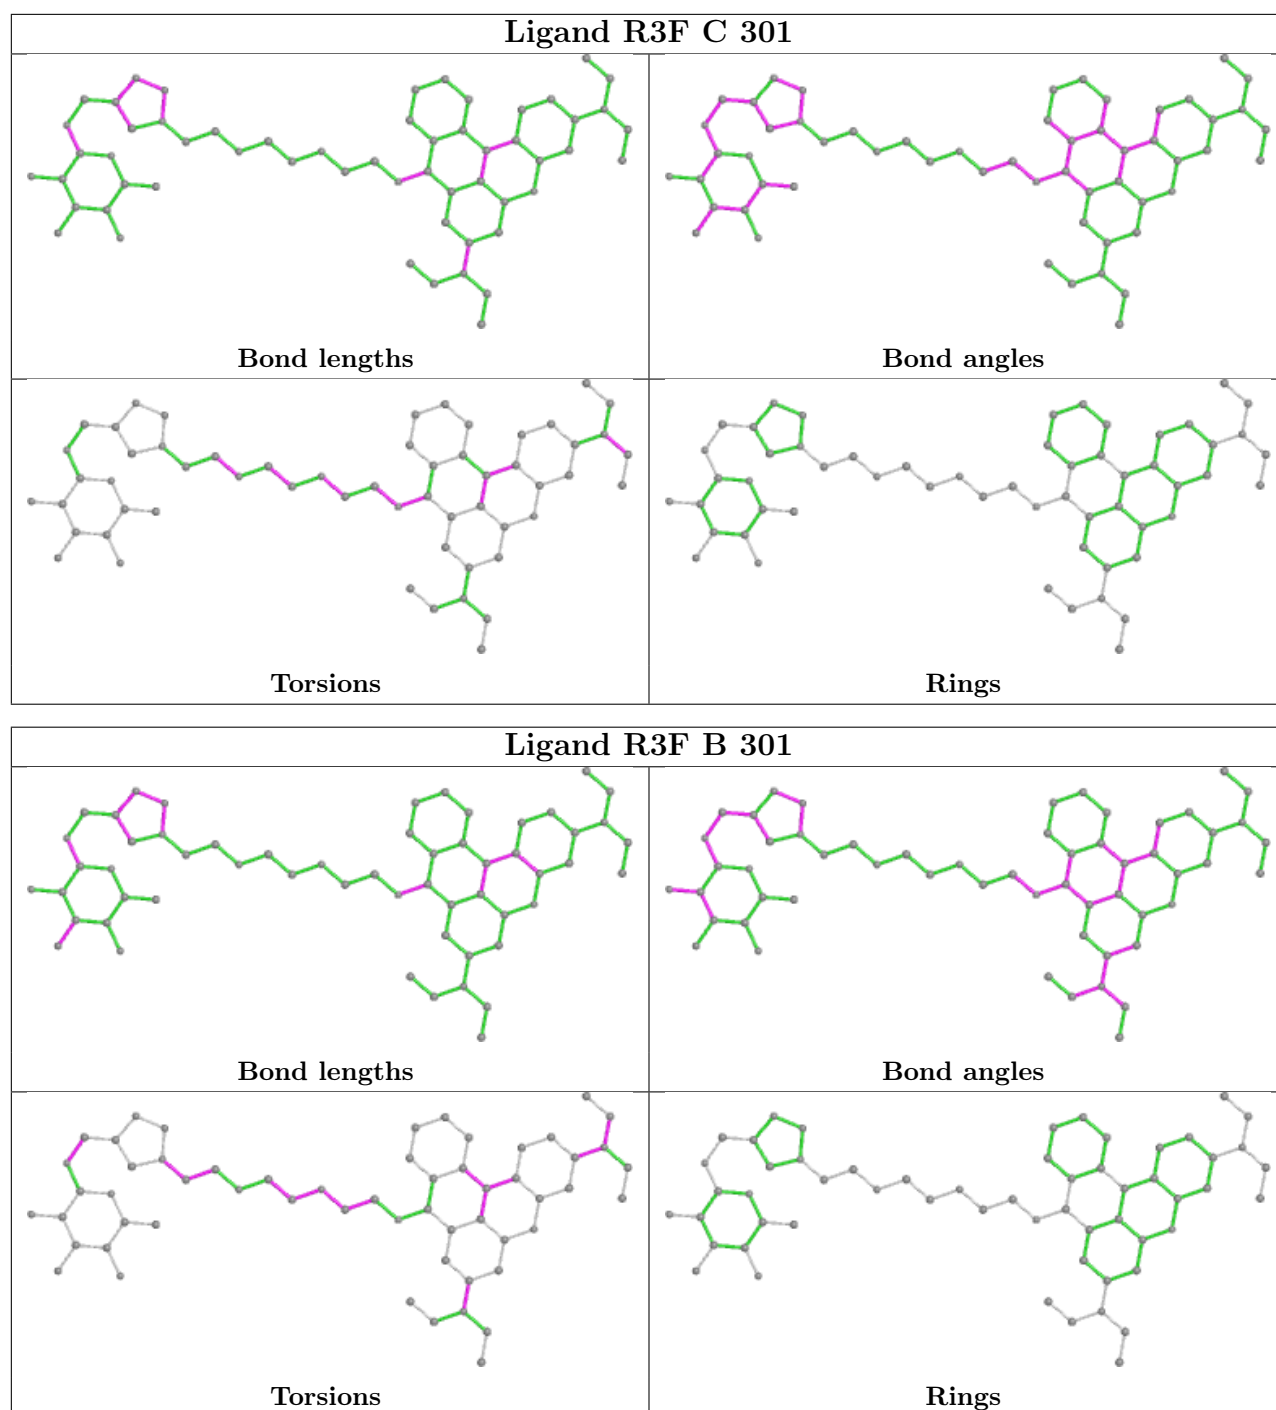 Ligand R3F C 301
Bond lengths
Bond angles
Torsions
Rings
Ligand R3F B 301
Bond lengths
Bond angles
Torsions
Rings